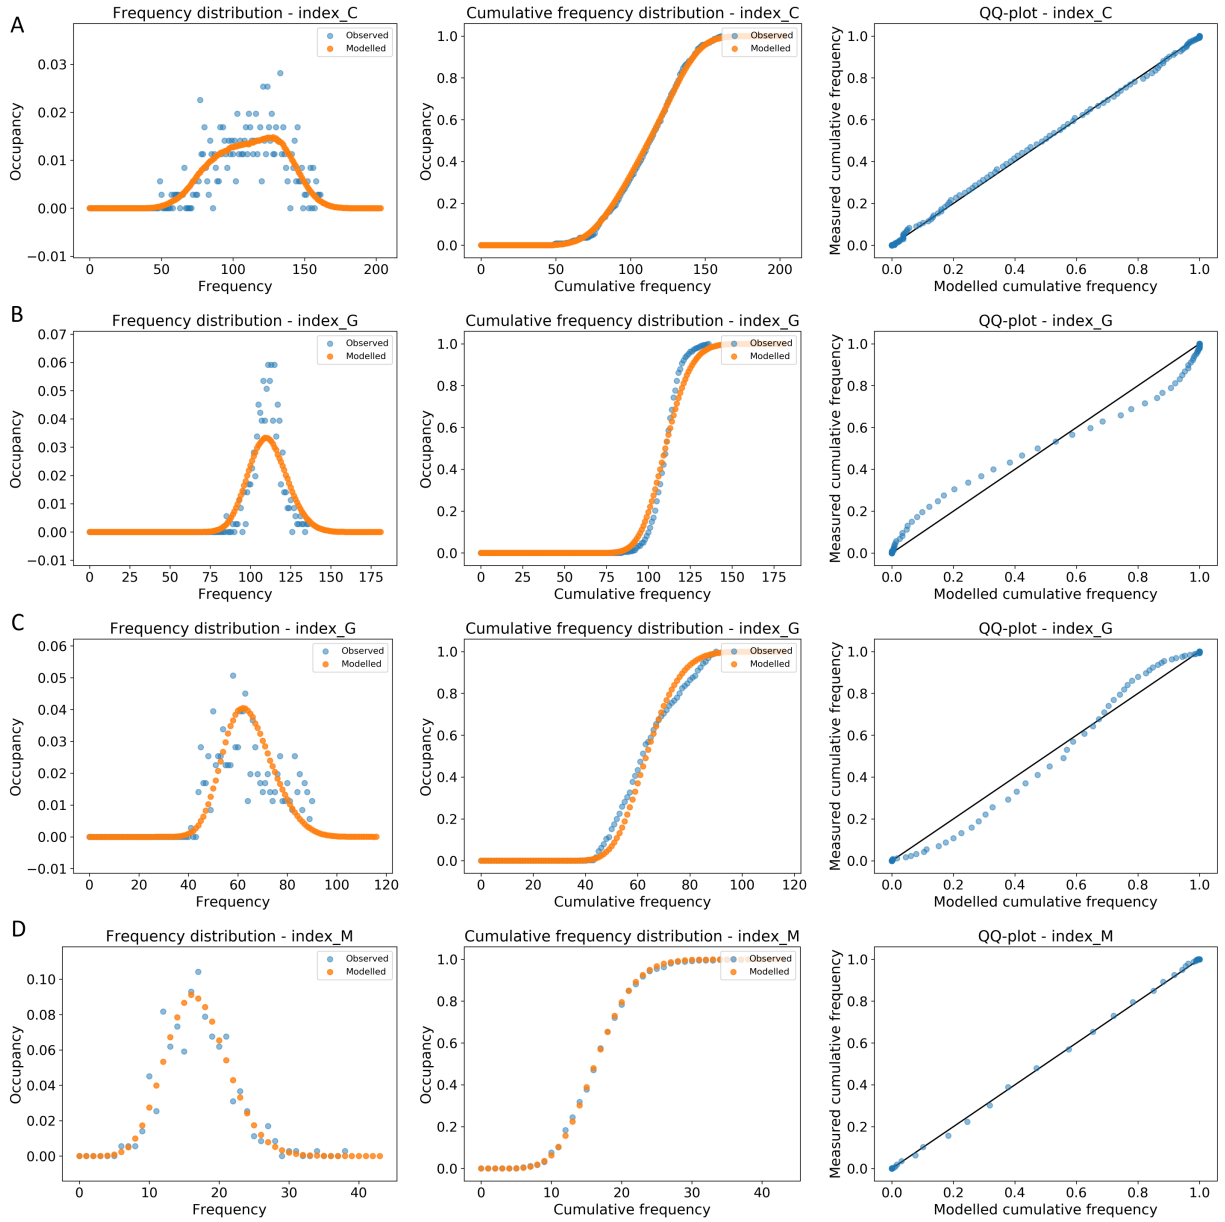 A
Frequency distribution - index_C
Observed
Modelled
Occupancy
0.03
0.02
0.01
0.00
−0.01
0
50
100
150
200
Frequency
Cumulative frequency distribution - index_C
Observed
Modelled
Occupancy
1.0
0.8
0.6
0.4
0.2
0.0
0
50
100
150
200
Cumulative frequency
QQ-plot - index_C
Measured cumulative frequency
1.0
0.8
0.6
0.4
0.2
0.0
0.0
0.2
0.4
0.6
0.8
1.0
Modelled cumulative frequency
B
Frequency distribution - index_G
Observed
Modelled
Occupancy
0.07
0.06
0.05
0.04
0.03
0.02
0.01
0.00
−0.01
0
25
50
75
100
125
150
175
Frequency
Cumulative frequency distribution - index_G
Observed
Modelled
Occupancy
1.0
0.8
0.6
0.4
0.2
0.0
0
25
50
75
100
125
150
175
Cumulative frequency
QQ-plot - index_G
Measured cumulative frequency
1.0
0.8
0.6
0.4
0.2
0.0
0.0
0.2
0.4
0.6
0.8
1.0
Modelled cumulative frequency
C
Frequency distribution - index_G
Observed
Modelled
Occupancy
0.06
0.05
0.04
0.03
0.02
0.01
0.00
−0.01
0
20
40
60
80
100
120
Frequency
Cumulative frequency distribution - index_G
Observed
Modelled
Occupancy
1.0
0.8
0.6
0.4
0.2
0.0
0
20
40
60
80
100
120
Cumulative frequency
QQ-plot - index_G
Measured cumulative frequency
1.0
0.8
0.6
0.4
0.2
0.0
0.0
0.2
0.4
0.6
0.8
1.0
Modelled cumulative frequency
D
Frequency distribution - index_M
Observed
Modelled
Occupancy
0.10
0.08
0.06
0.04
0.02
0.00
0
10
20
30
40
Frequency
Cumulative frequency distribution - index_M
Observed
Modelled
Occupancy
1.0
0.8
0.6
0.4
0.2
0.0
0
20
40
Cumulative frequency
QQ-plot - index_M
Measured cumulative frequency
1.0
0.8
0.6
0.4
0.2
0.0
0.0
0.2
0.4
0.6
0.8
1.0
Modelled cumulative frequency